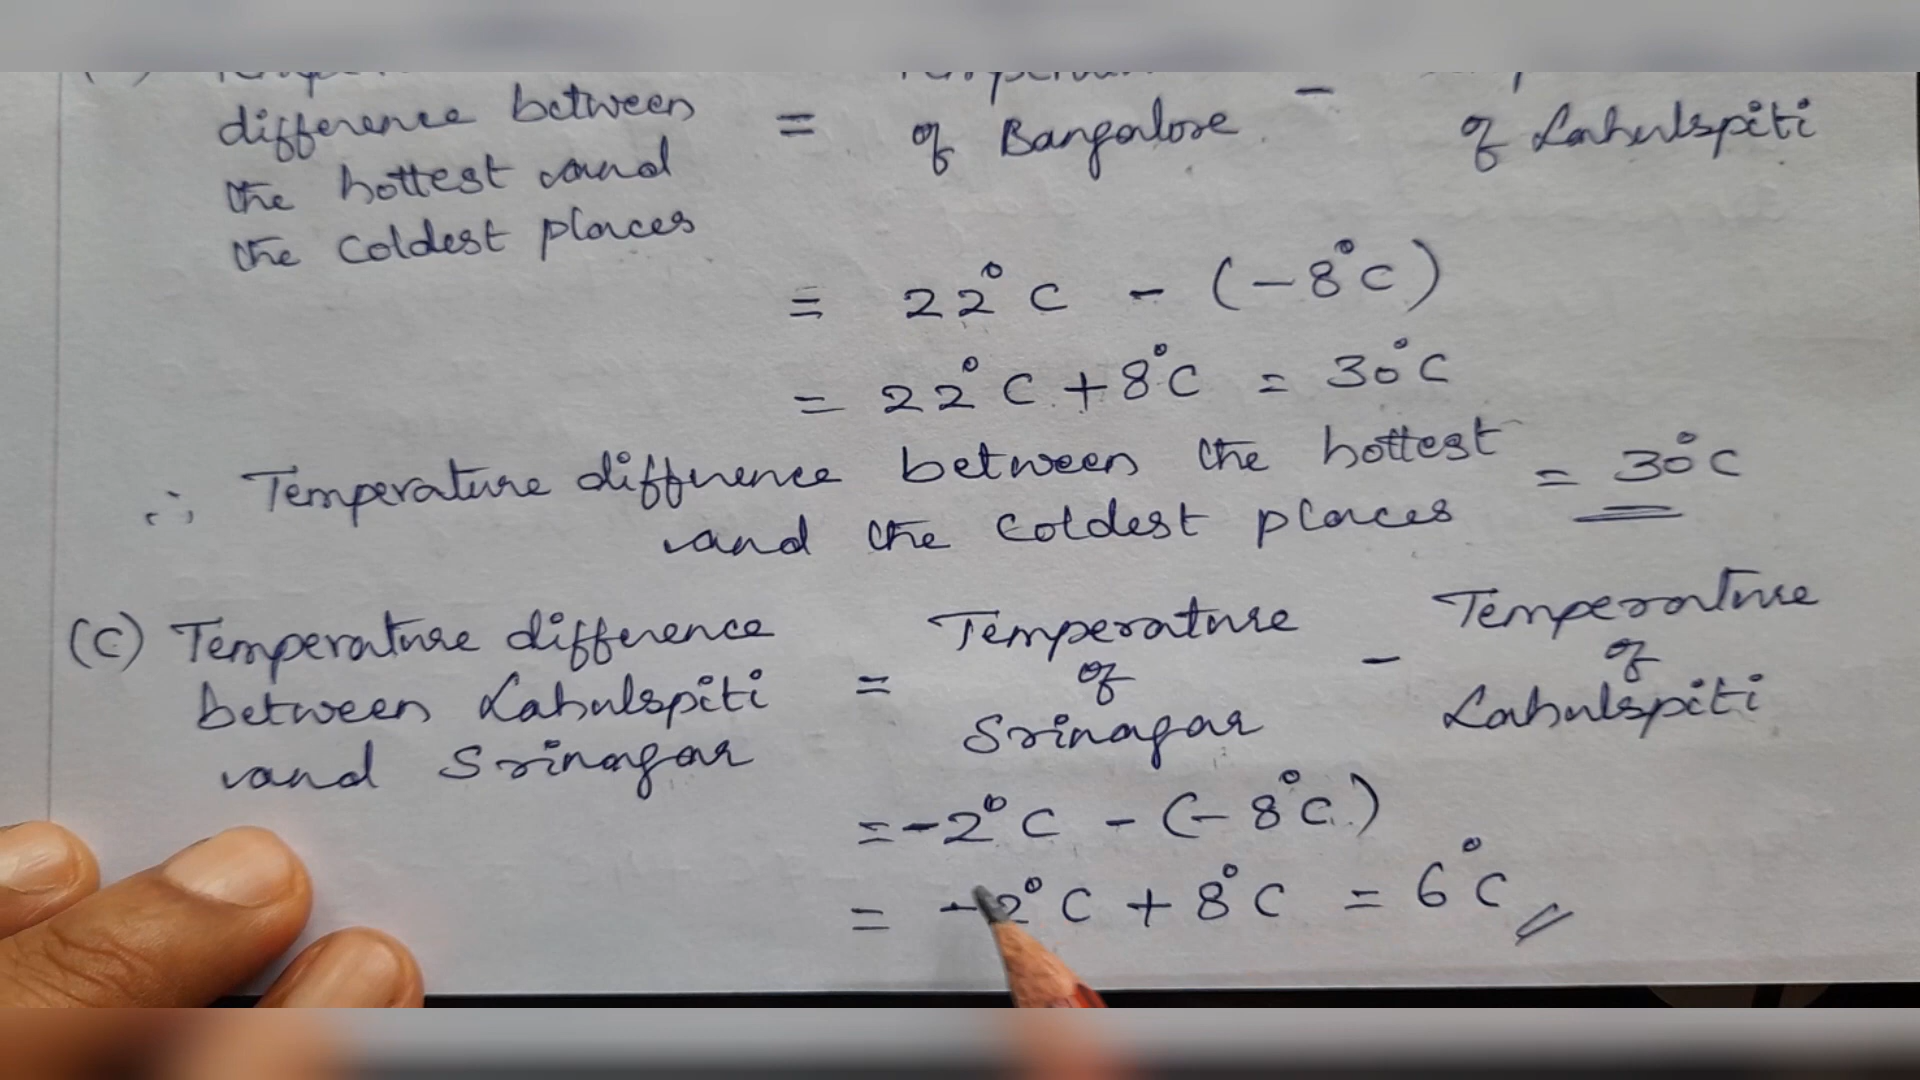 difference between = of Bangalore - of Lahulspiti
the hottest and
the coldest places
= 22°C - (-8°C)
= 22°C + 8°C = 30°C
∴ Temperature difference between the hottest = 30°C
and the coldest places
(C) Temperature difference = Temperature - Temperature
between Lahulspiti of of
and Srinagar Srinagar Lahulspiti
= -2°C - (-8°C)
= -2°C + 8°C = 6°C